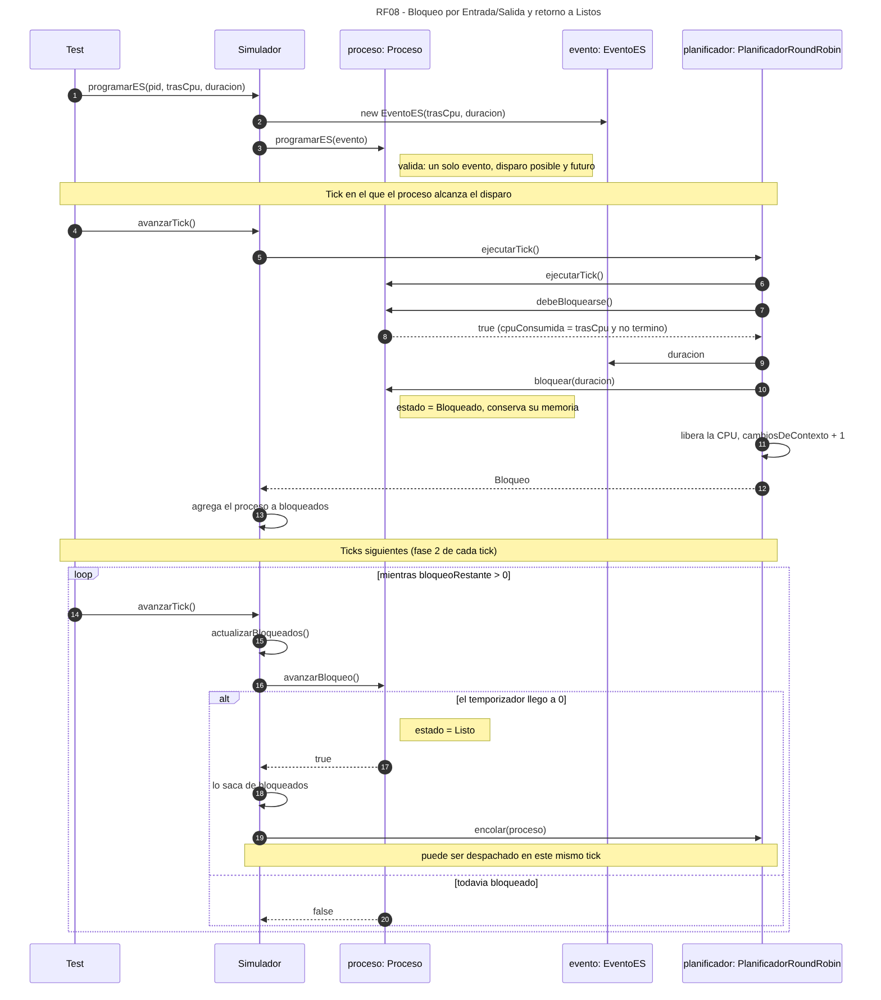 RF08 - Bloqueo por Entrada/Salida y retorno a Listos
Test
Simulador
proceso: Proceso
evento: EventoES
planificador: PlanificadorRoundRobin
programarES(pid, trasCpu, duracion)
1
new EventoES(trasCpu, duracion)
2
programarES(evento)
3
valida: un solo evento, disparo posible y futuro
Tick en el que el proceso alcanza el disparo
avanzarTick()
4
ejecutarTick()
5
ejecutarTick()
6
debeBloquearse()
7
true (cpuConsumida = trasCpu y no termino)
8
duracion
9
bloquear(duracion)
10
estado = Bloqueado, conserva su memoria
libera la CPU, cambiosDeContexto + 1
11
Bloqueo
12
agrega el proceso a bloqueados
13
Ticks siguientes (fase 2 de cada tick)
loop
[mientras bloqueoRestante > 0]
avanzarTick()
14
actualizarBloqueados()
15
avanzarBloqueo()
16
alt
[el temporizador llego a 0]
estado = Listo
true
17
lo saca de bloqueados
18
encolar(proceso)
19
puede ser despachado en este mismo tick
[todavia bloqueado]
false
20
Test
Simulador
proceso: Proceso
evento: EventoES
planificador: PlanificadorRoundRobin